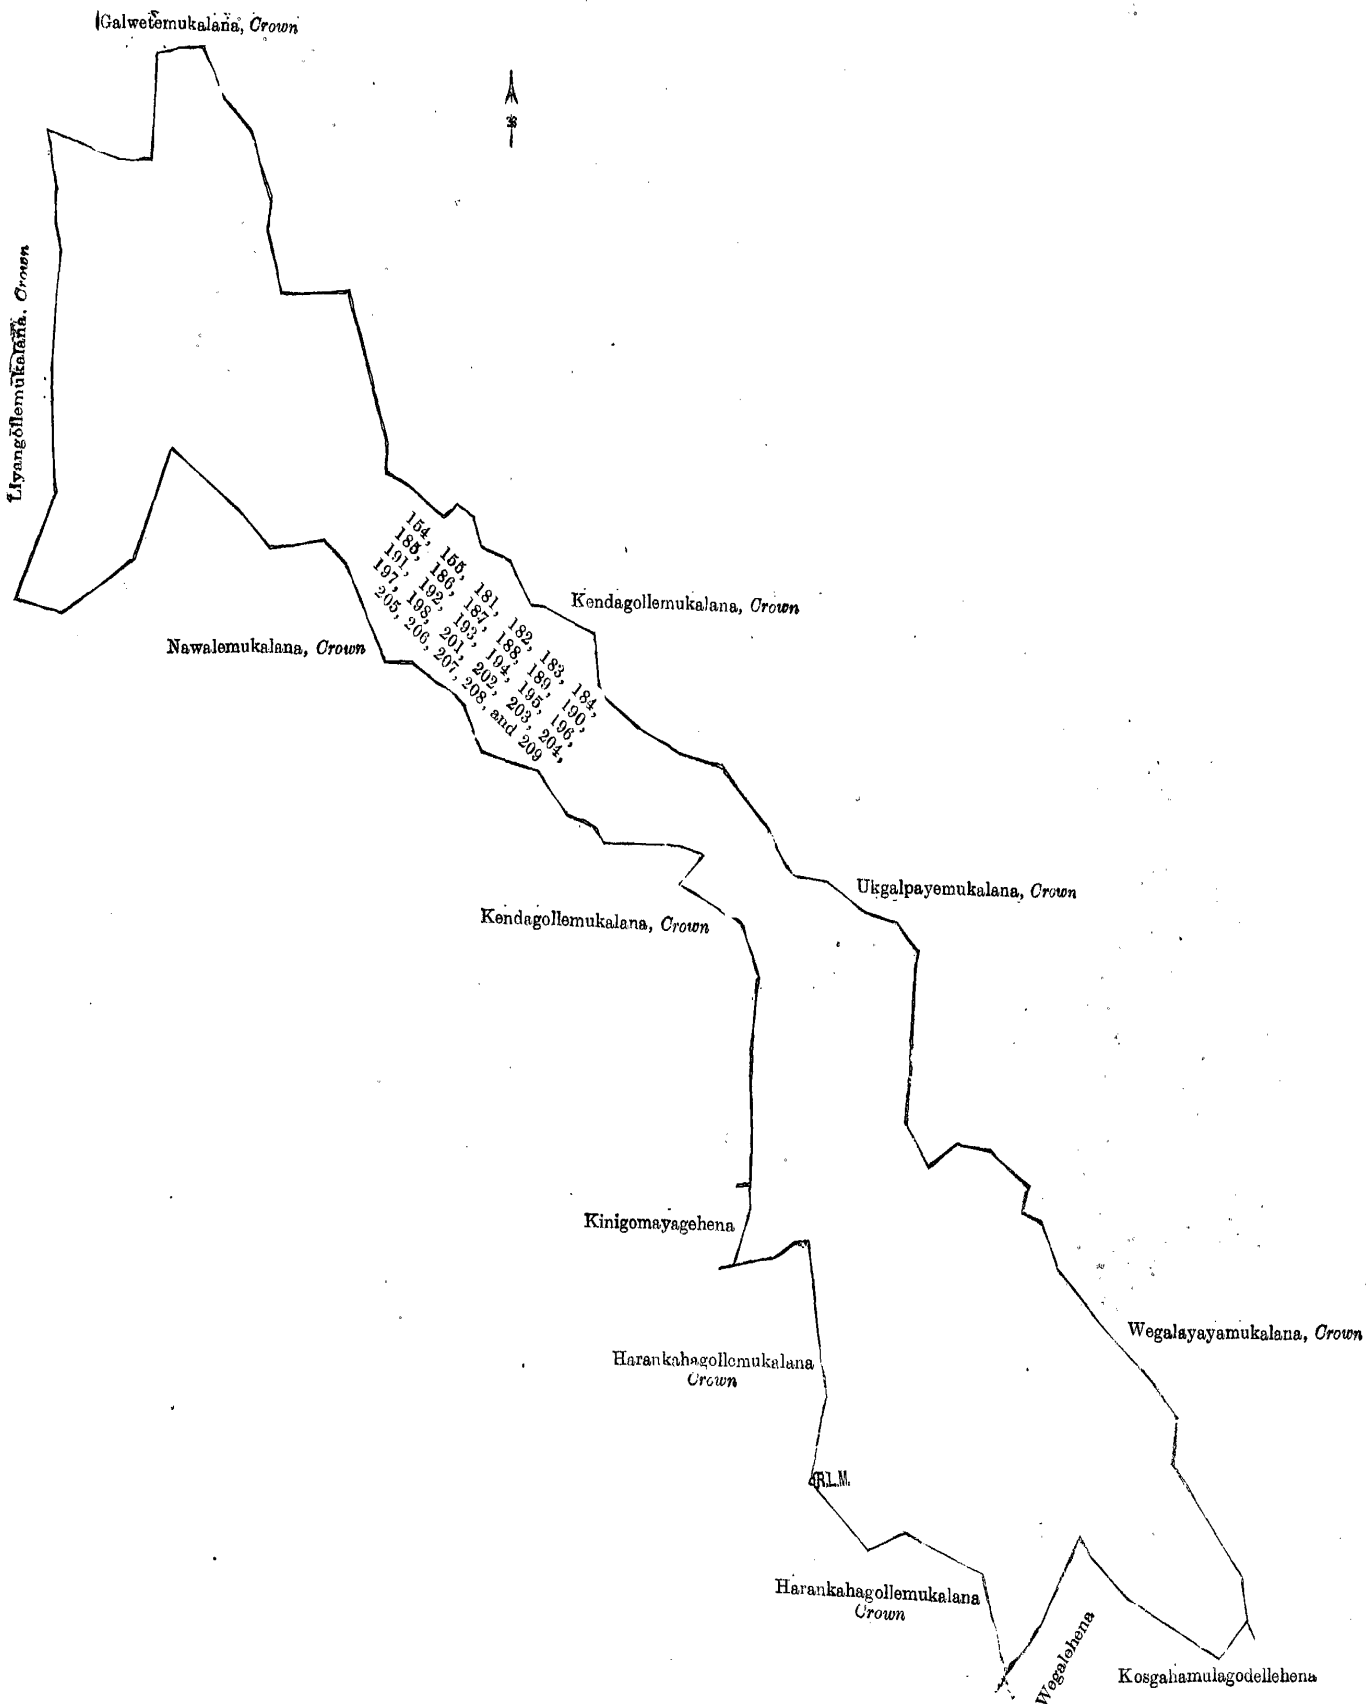 Galwetemukalana, Crown
Liyangollemukalana, Crown
154, 155, 181, 182, 183, 184,
185, 186, 187, 188, 189, 190,
191, 192, 193, 194, 195, 196,
197, 198, 201, 202, 203, 204,
205, 206, 207, 208, and 209
Kendagollemukalana, Crown
Nawalemukalana, Crown
Ukgalpayemukalana, Crown
Kendagollemukalana, Crown
Kinigomayagehena
Wegalayayamukalana, Crown
Harankahagollemukalana
Crown
R.L.M.
Harankahagollemukalana
Crown
Wegalehena
Kosgahamulagodellehena